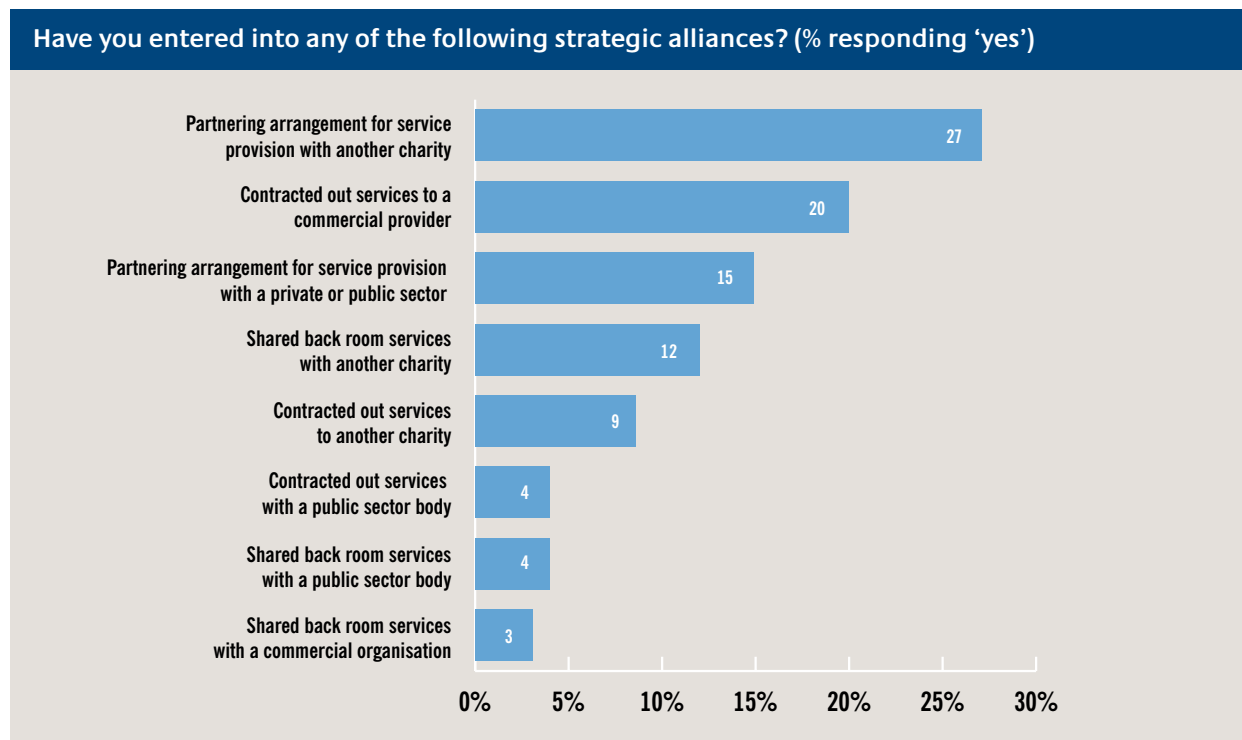 Have you entered into any of the following strategic alliances? (% responding ‘yes’)
Partnering arrangement for service
provision with another charity
27
Contracted out services to a
commercial provider
20
Partnering arrangement for service provision
with a private or public sector
15
Shared back room services
with another charity
12
Contracted out services
to another charity
9
Contracted out services
with a public sector body
4
Shared back room services
with a public sector body
4
Shared back room services
with a commercial organisation
3
0% 5% 10% 15% 20% 25% 30%